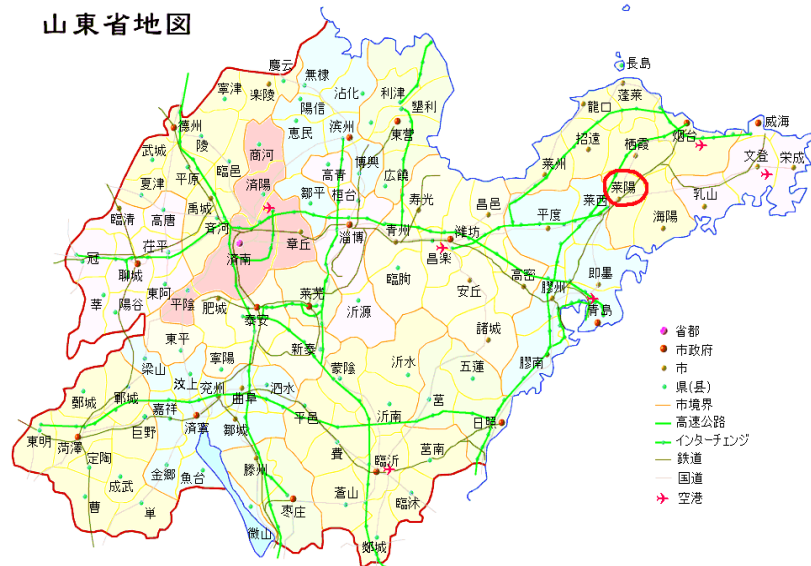 山東省地図
長島
慶云
無棣
蓬莱
楽陵
沾化
利津
寧津
龍口
陽信
墾利
威海
徳州
恵民
浜州
東営
招遠
栖霞
烟台
陵
武城
商河
博興
文登
栄成
臨邑
高青
広饒
莱州
平原
夏津
済陽
鄒平
桓台
寿光
莱西
莱陽
乳山
禹城
昌邑
臨清
高唐
平度
海陽
斉河
章丘
淄博
青州
濰坊
茌平
冠
済南
昌楽
聊城
臨朐
高密
即墨
東阿
安丘
膠州
莘
陽谷
平陰
肥城
莱芜
沂源
青島
泰安
諸城
東平
新泰
寧陽
蒙陰
沂水
五蓮
膠南
梁山
汶上
兖州
泗水
鄄城
鄆城
曲阜
嘉祥
平邑
沂南
莒
東明
菏澤
巨野
済寧
鄒城
日照
定陶
費
臨沂
莒南
金郷
魚台
滕州
成武
曹
単
枣庄
蒼山
臨沭
微山
郯城
省都
市政府
市
県(县)
市境界
高速公路
インターチェンジ
鉄道
国道
空港